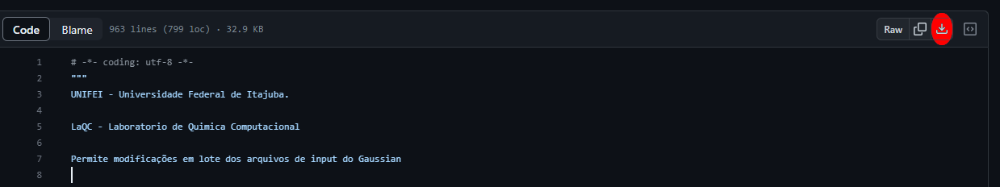 Code Blame 963 lines (799 loc) · 32.9 KB Raw
1 # -*- coding: utf-8 -*-
2 """
3 UNIFEI - Universidade Federal de Itajuba.
4
5 LaQC - Laboratorio de Quimica Computacional
6
7 Permite modificações em lote dos arquivos de input do Gaussian
8